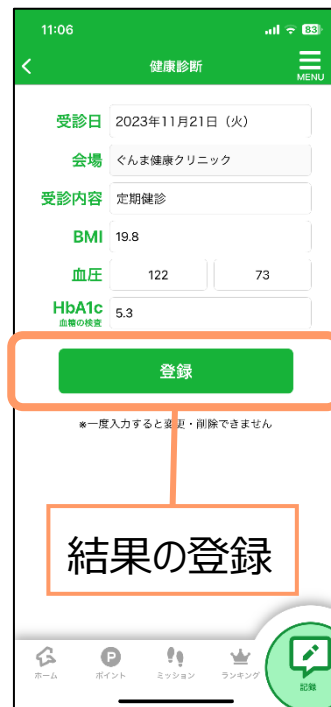 11:06
83
健康診断
MENU
受診日 2023年11月21日（火）
会場 ぐんま健康クリニック
受診内容 定期健診
BMI 19.8
血圧 122 73
HbA1c 5.3
血糖の検査
登録
※一度入力すると変更・削除できません
結果の登録
P
ホーム ポイント ミッション ランキング 記録